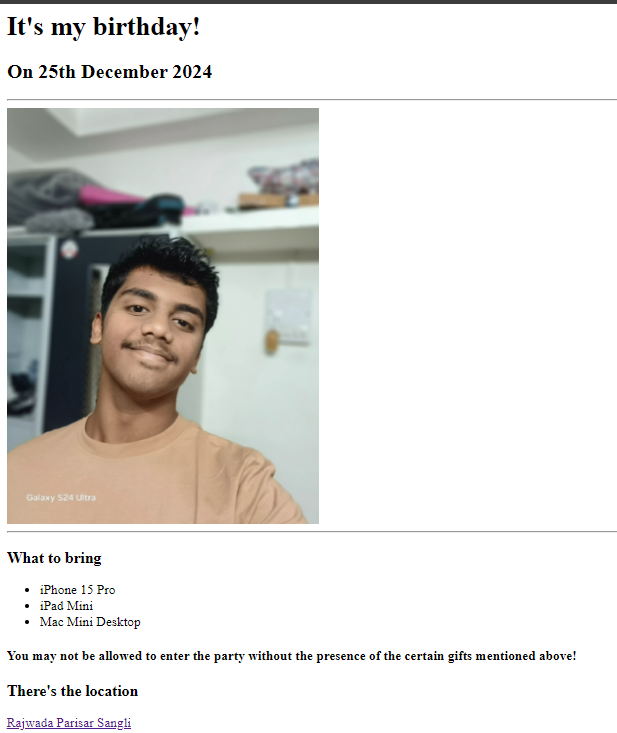 It's my birthday!
On 25th December 2024
Galaxy S24 Ultra
What to bring
iPhone 15 Pro
iPad Mini
Mac Mini Desktop
You may not be allowed to enter the party without the presence of the certain gifts mentioned above!
There's the location
Rajwada Parisar Sangli